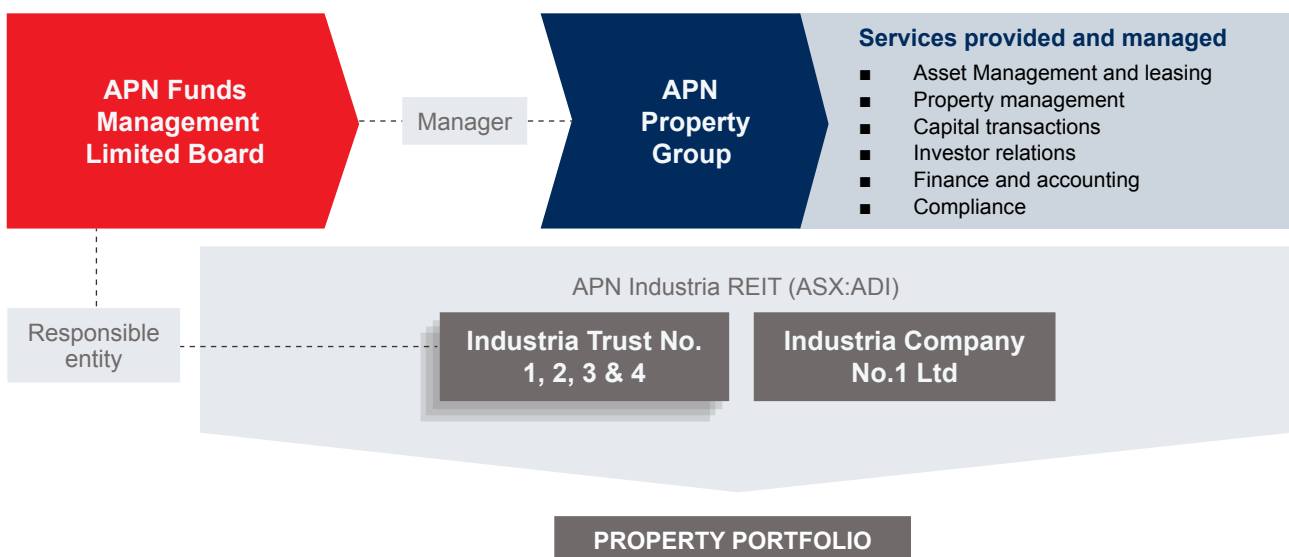 APN Funds
Management
Limited Board
Manager
APN
Property
Group
Services provided and managed
■ Asset Management and leasing
■ Property management
■ Capital transactions
■ Investor relations
■ Finance and accounting
■ Compliance
Responsible
entity
APN Industria REIT (ASX:ADI)
Industria Trust No.
1, 2, 3 & 4
Industria Company
No.1 Ltd
PROPERTY PORTFOLIO